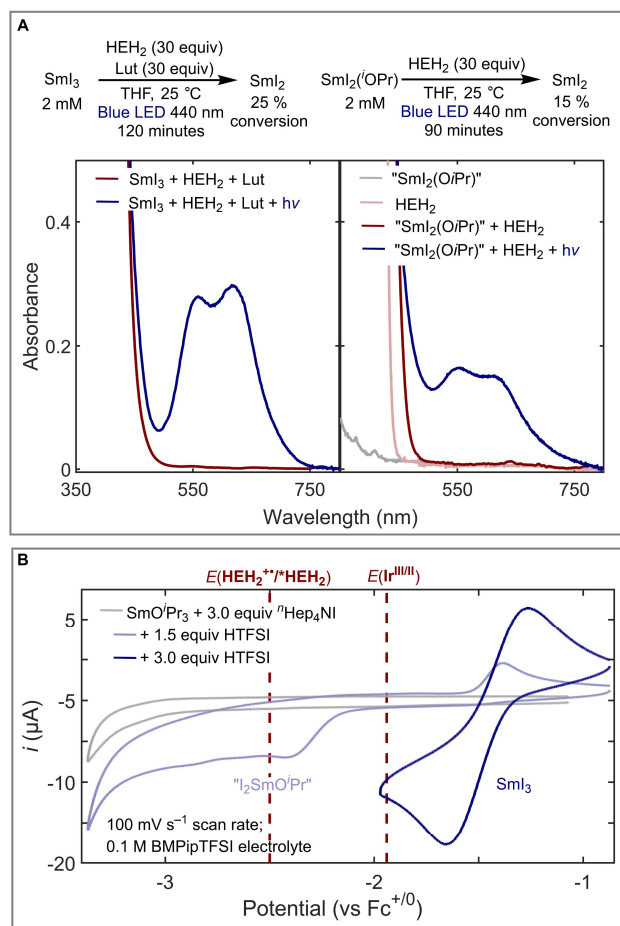 A
HEH₂ (30 equiv)
Lut (30 equiv)
SmI₃
2 mM
THF, 25 °C
Blue LED 440 nm
120 minutes
SmI₂
25 %
conversion
HEH₂ (30 equiv)
SmI₂(ⁱOPr)
2 mM
THF, 25 °C
Blue LED 440 nm
90 minutes
SmI₂
15 %
conversion
SmI₃ + HEH₂ + Lut
SmI₃ + HEH₂ + Lut + hv
"SmI₂(OiPr)"
HEH₂
"SmI₂(OiPr)" + HEH₂
"SmI₂(OiPr)" + HEH₂ + hv
Absorbance
0.4
0.2
0
350
550
750
550
750
Wavelength (nm)
B
E(HEH₂⁺•/*HEH₂)
E(Irᴵᴵᴵ/ᴵᴵ)
SmOⁱPr₃ + 3.0 equiv ⁿHep₄NI
+ 1.5 equiv HTFSI
+ 3.0 equiv HTFSI
"I₂SmOⁱPr"
SmI₃
100 mV s⁻¹ scan rate;
0.1 M BMPipTFSI electrolyte
i (μA)
5
-5
-10
-20
-3
-2
-1
Potential (vs Fc⁺/⁰)